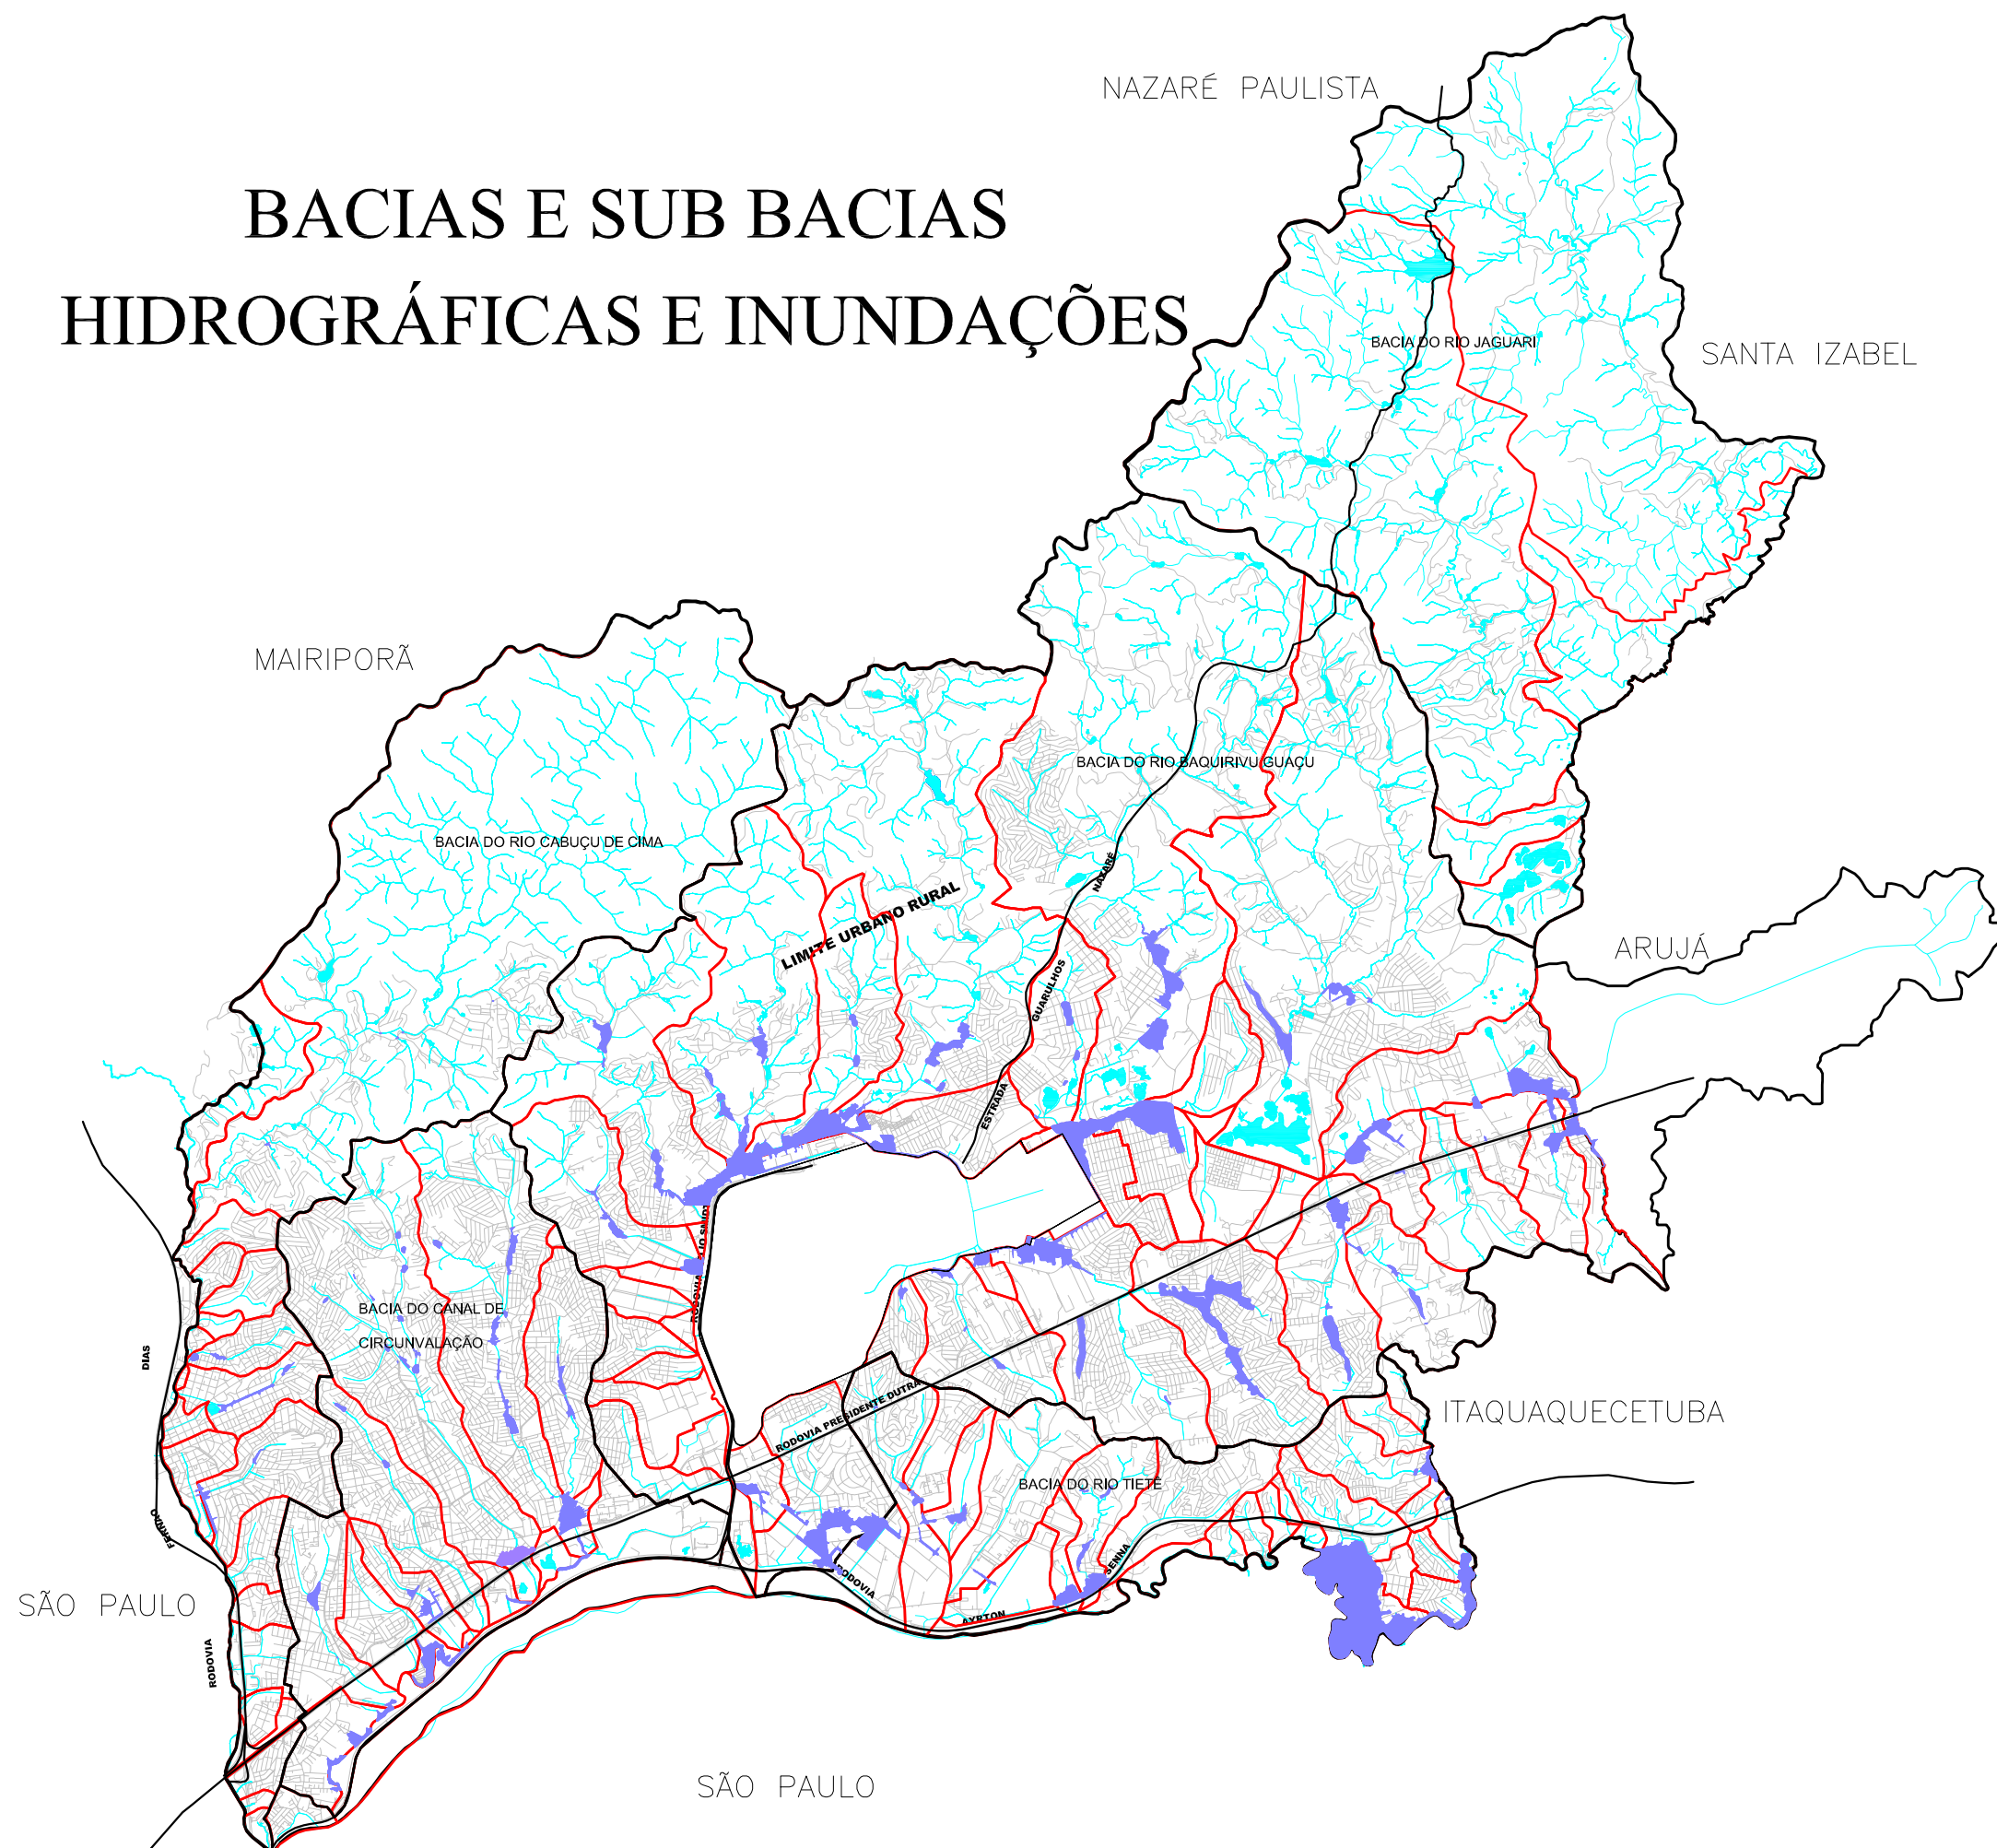 NAZARÉ PAULISTA
BACIAS E SUB BACIAS
HIDROGRÁFICAS E INUNDAÇÕES
BACIA DO RIO JAGUARI
SANTA IZABEL
MAIRIPORÃ
BACIA DO RIO BAQUIRIVU GUAÇU
BACIA DO RIO CABUÇU DE CIMA
NAZARÉ
LIMITE URBANO RURAL
ARUJÁ
GUARULHOS
ESTRADA
RODOVIA
BACIA DO CANAL DE
CIRCUNVALAÇÃO
DIAS
RODOVIA PRESIDENTE DUTRA
ITAQUAQUECETUBA
BACIA DO RIO TIETÊ
FERNÃO
SENNA
RODOVIA
AYRTON
SÃO PAULO
RODOVIA
SÃO PAULO